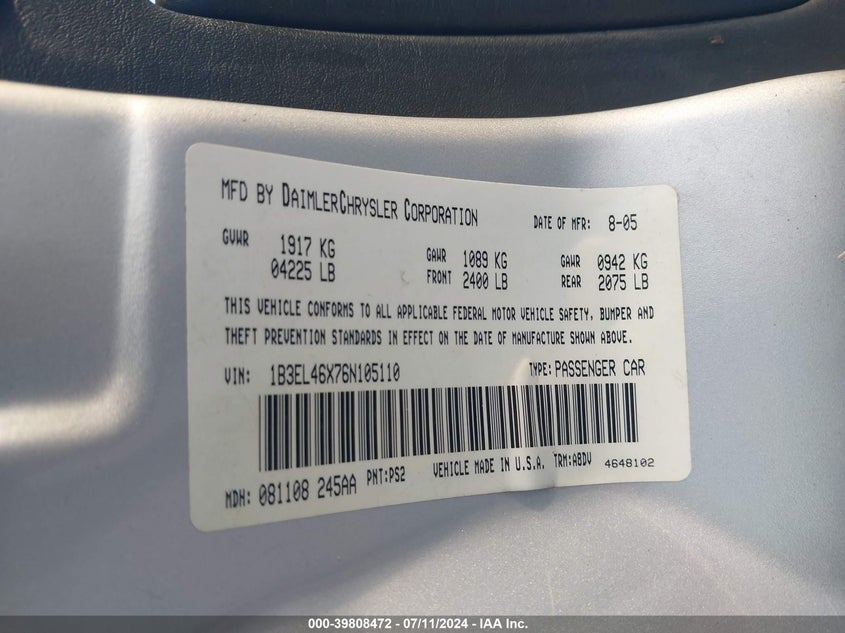 MFD BY DAIMLERCHRYSLER CORPORATION DATE OF MFR: 8-05
GVWR 1917 KG GAWR 1089 KG GAWR 0942 KG
04225 LB FRONT 2400 LB REAR 2075 LB
THIS VEHICLE CONFORMS TO ALL APPLICABLE FEDERAL MOTOR VEHICLE SAFETY, BUMPER AND
THEFT PREVENTION STANDARDS IN EFFECT ON THE DATE OF MANUFACTURE SHOWN ABOVE.
VIN: 1B3EL46X76N105110 TYPE: PASSENGER CAR
MDH: 081108 245AA PNT:PS2 VEHICLE MADE IN U.S.A. TRM:ABDV 4648102
000-39808472 - 07/11/2024 - IAA Inc.